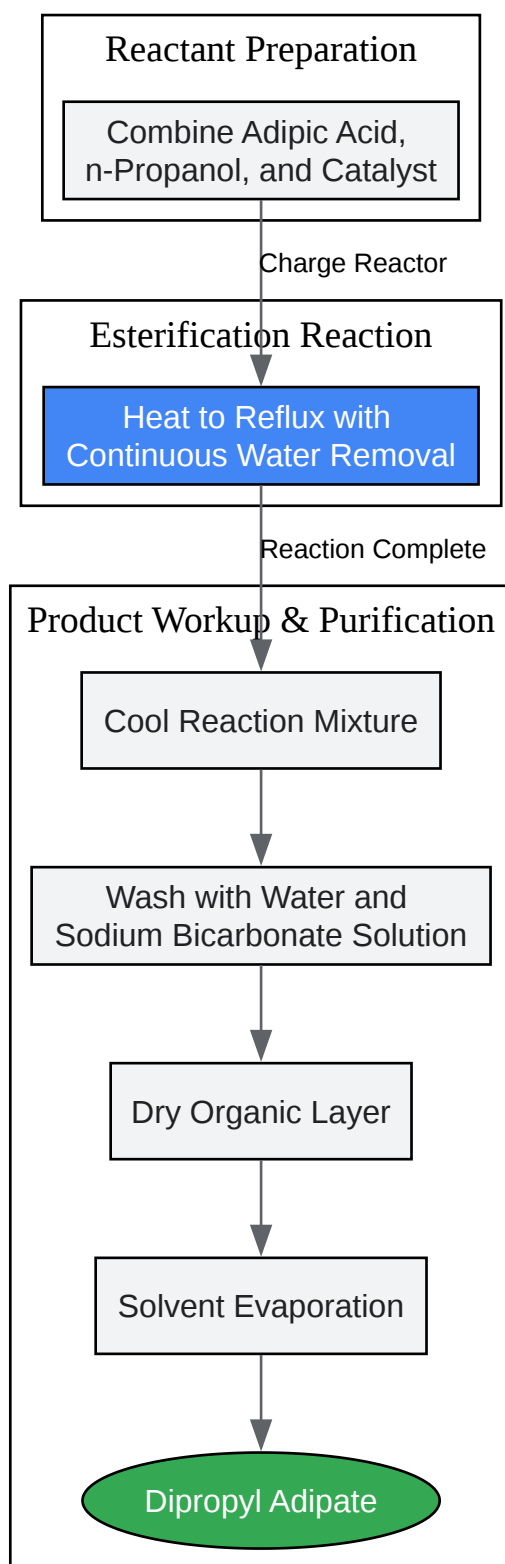 Reactant Preparation
Combine Adipic Acid,
n-Propanol, and Catalyst
Charge Reactor
Esterification Reaction
Heat to Reflux with
Continuous Water Removal
Reaction Complete
Product Workup & Purification
Cool Reaction Mixture
Wash with Water and
Sodium Bicarbonate Solution
Dry Organic Layer
Solvent Evaporation
Dipropyl Adipate